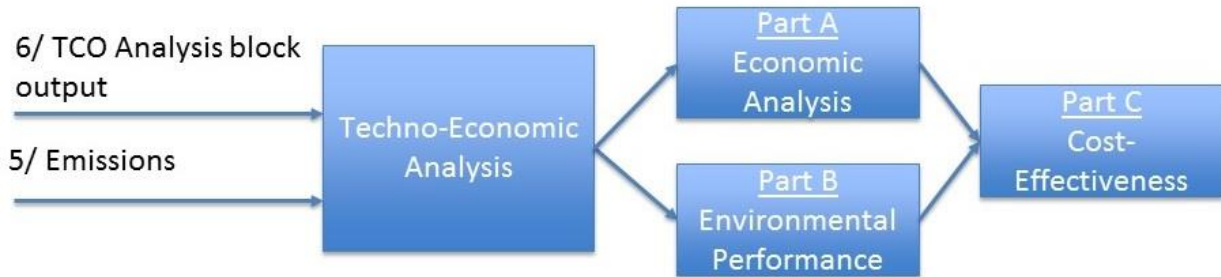 6/ TCO Analysis block
output
5/ Emissions
Techno-Economic
Analysis
Part A
Economic
Analysis
Part B
Environmental
Performance
Part C
Cost-
Effectiveness